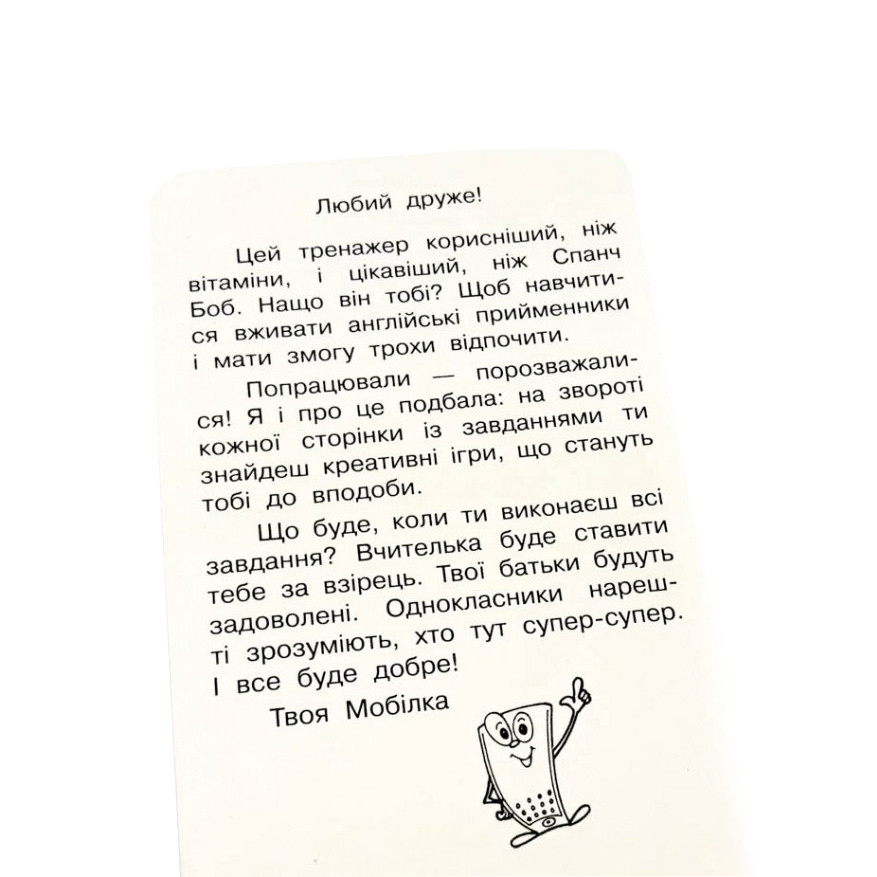 Любий друже!
Цей тренажер корисніший, ніж
вітаміни, і цікавіший, ніж Спанч
Боб. Нащо він тобі? Щоб навчити-
ся вживати англійські прийменники
і мати змогу трохи відпочити.
Попрацювали — порозважали-
ся! Я і про це подбала: на звороті
кожної сторінки із завданнями ти
знайдеш креативні ігри, що стануть
тобі до вподоби.
Що буде, коли ти виконаєш всі
завдання? Вчителька буде ставити
тебе за взірець. Твої батьки будуть
задоволені. Однокласники нареш-
ті зрозуміють, хто тут супер-супер.
І все буде добре!
Твоя Мобілка